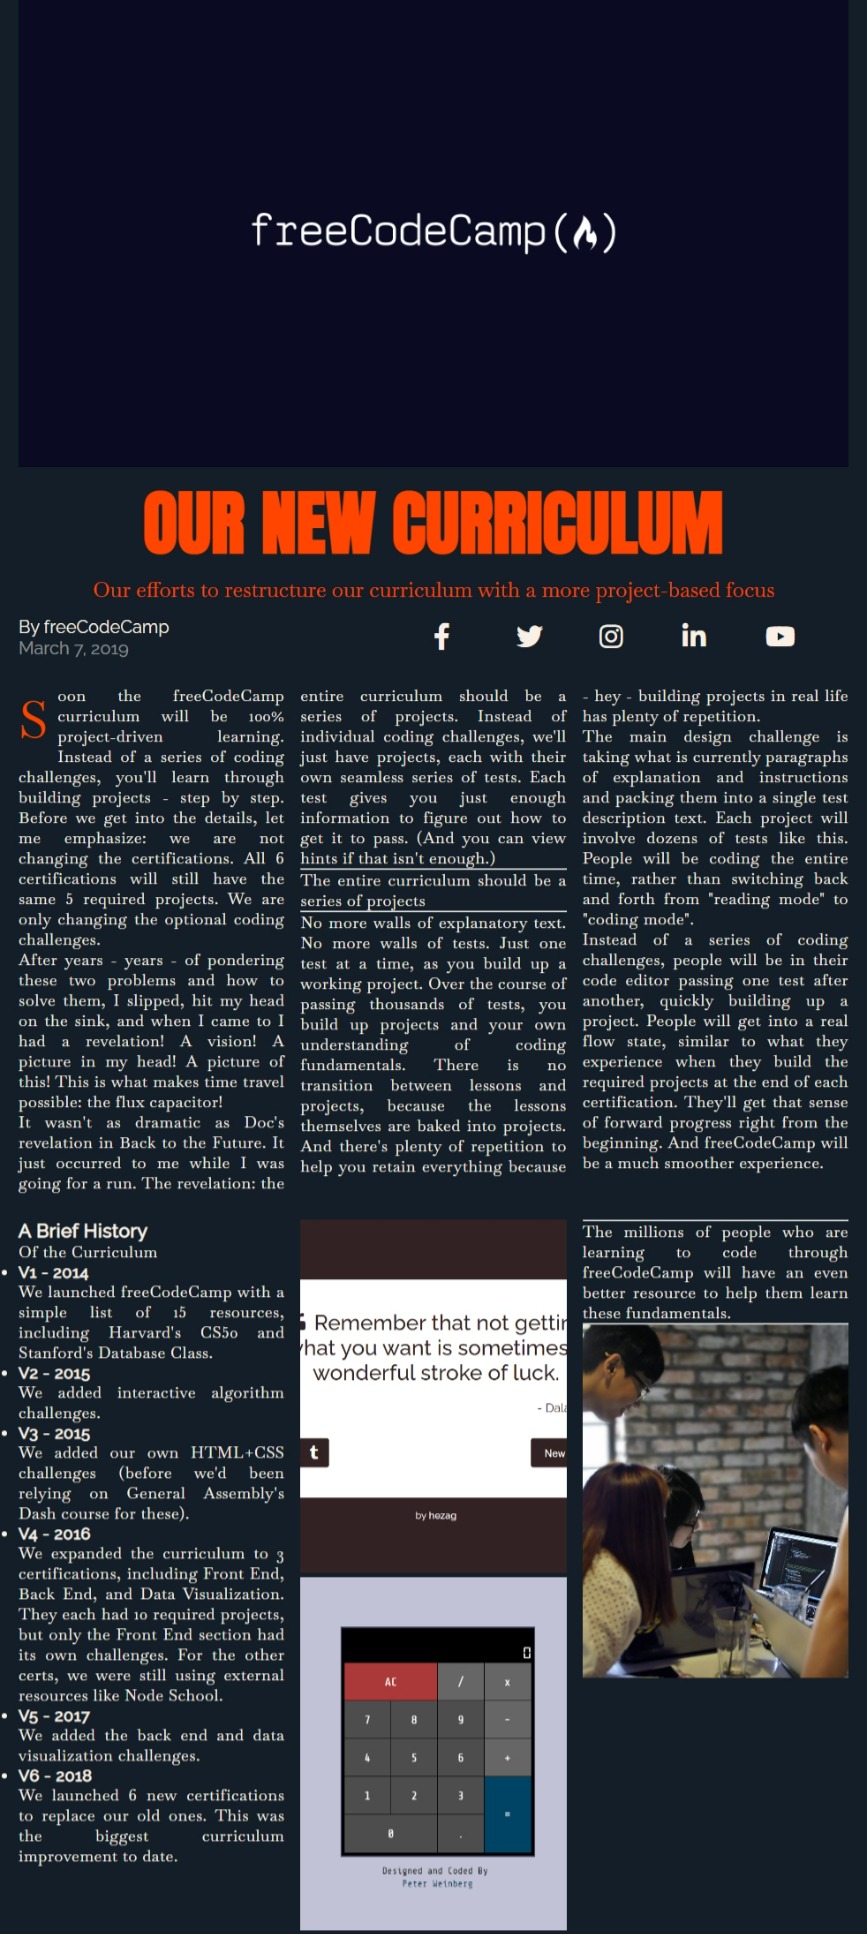 freeCodeCamp(🔥)
OUR NEW CURRICULUM
Our efforts to restructure our curriculum with a more project-based focus
By freeCodeCamp
March 7, 2019
Soon the freeCodeCamp
curriculum will be 100%
project-driven learning.
Instead of a series of coding
challenges, you'll learn through
building projects - step by step.
Before we get into the details, let
me emphasize: we are not
changing the certifications. All 6
certifications will still have the
same 5 required projects. We are
only changing the optional coding
challenges.
After years - years - of pondering
these two problems and how to
solve them, I slipped, hit my head
on the sink, and when I came to I
had a revelation! A vision! A
picture in my head! A picture of
this! This is what makes time travel
possible: the flux capacitor!
It wasn't as dramatic as Doc's
revelation in Back to the Future. It
just occurred to me while I was
going for a run. The revelation: the
entire curriculum should be a
series of projects. Instead of
individual coding challenges, we'll
just have projects, each with their
own seamless series of tests. Each
test gives you just enough
information to figure out how to
get it to pass. (And you can view
hints if that isn't enough.)
The entire curriculum should be a
series of projects
No more walls of explanatory text.
No more walls of tests. Just one
test at a time, as you build up a
working project. Over the course of
passing thousands of tests, you
build up projects and your own
understanding of coding
fundamentals. There is no
transition between lessons and
projects, because the lessons
themselves are baked into projects.
And there's plenty of repetition to
help you retain everything because
- hey - building projects in real life
has plenty of repetition.
The main design challenge is
taking what is currently paragraphs
of explanation and instructions
and packing them into a single test
description text. Each project will
involve dozens of tests like this.
People will be coding the entire
time, rather than switching back
and forth from "reading mode" to
"coding mode".
Instead of a series of coding
challenges, people will be in their
code editor passing one test after
another, quickly building up a
project. People will get into a real
flow state, similar to what they
experience when they build the
required projects at the end of each
certification. They'll get that sense
of forward progress right from the
beginning. And freeCodeCamp will
be a much smoother experience.
A Brief History
Of the Curriculum
• V1 - 2014
We launched freeCodeCamp with a
simple list of 15 resources,
including Harvard's CS50 and
Stanford's Database Class.
• V2 - 2015
We added interactive algorithm
challenges.
• V3 - 2015
We added our own HTML+CSS
challenges (before we'd been
relying on General Assembly's
Dash course for these).
• V4 - 2016
We expanded the curriculum to 3
certifications, including Front End,
Back End, and Data Visualization.
They each had 10 required projects,
but only the Front End section had
its own challenges. For the other
certs, we were still using external
resources like Node School.
• V5 - 2017
We added the back end and data
visualization challenges.
• V6 - 2018
We launched 6 new certifications
to replace our old ones. This was
the biggest curriculum
improvement to date.
Remember that not gettin
hat you want is sometimes
wonderful stroke of luck.
- Dala
t
New
by hezag
0
AC / x
7 8 9 -
4 5 6 +
1 2 3 =
0 .
Designed and Coded By
Peter Weinberg
The millions of people who are
learning to code through
freeCodeCamp will have an even
better resource to help them learn
these fundamentals.